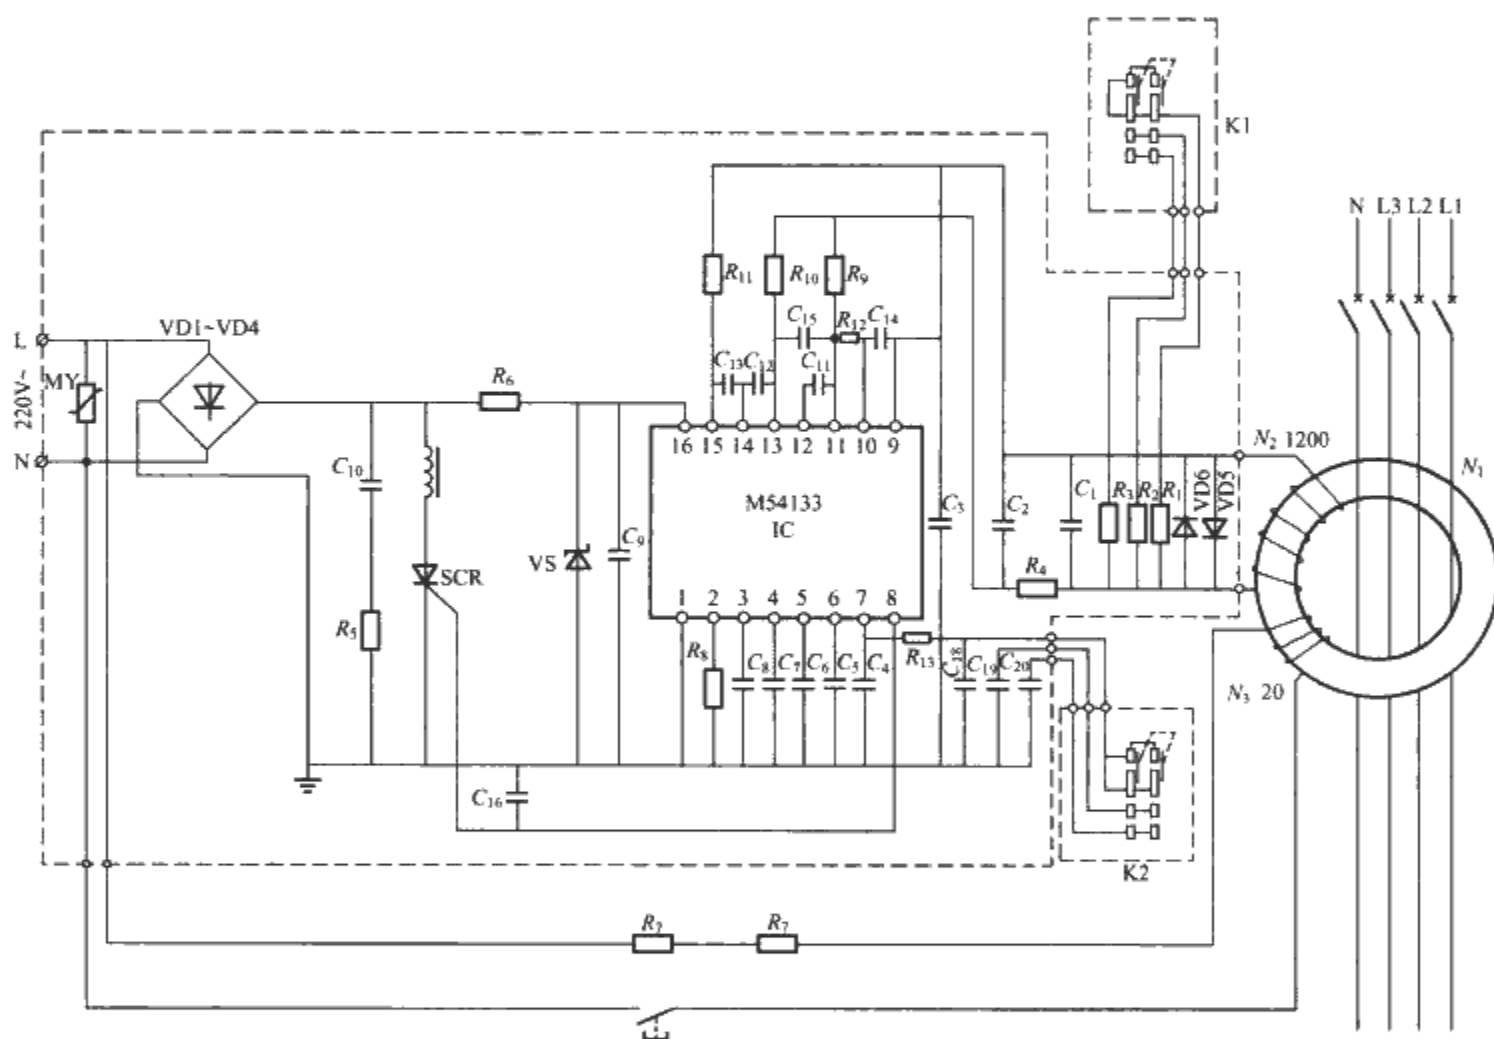 K1
N L3 L2 L1
R11 R10 R9
C15 R12 C14
VD1~VD4
L
MY
220V~
N
R6
C13 C12 C11
16 15 14 13 12 11 10 9
N2 1200
N1
C10
M54133
IC
C3 C2 C1 R3 R2 R1 VD6 VD5
VS
C9
SCR
R4
1 2 3 4 5 6 7 8
R5
R8 C8 C7 C6 C5 C4 R13 C18 C19 C20
N3 20
C16
K2
R7 R7